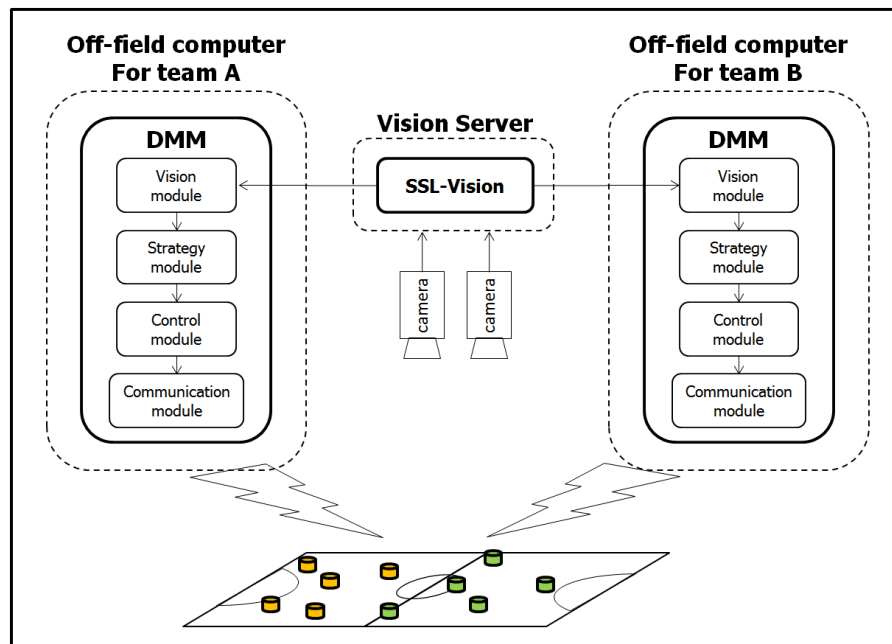 Off-field computer
For team A
DMM
Vision
module
Strategy
module
Control
module
Communication
module
Vision Server
SSL-Vision
camera
camera
Off-field computer
For team B
DMM
Vision
module
Strategy
module
Control
module
Communication
module